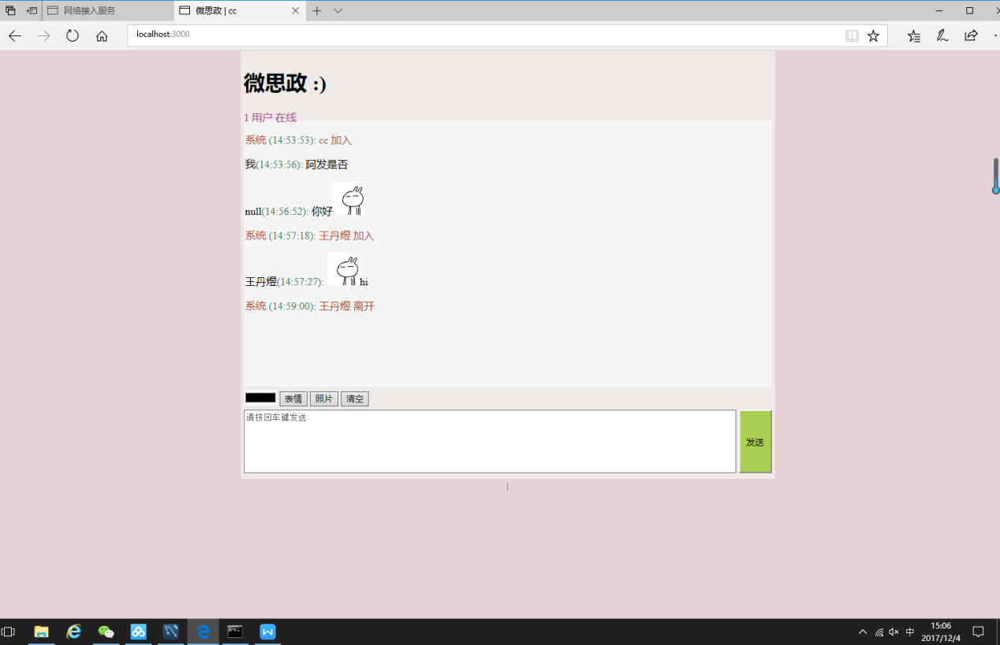 网络接入服务
微思政 | cc
localhost:3000
微思政 :)
1 用户 在线
系统 (14:53:53): cc 加入
我(14:53:56): 阿发是否
null(14:56:52): 你好
系统 (14:57:18): 王丹煜 加入
王丹煜(14:57:27): hi
系统 (14:59:00): 王丹煜 离开
表情 照片 清空
请按回车键发送
发送
中
15:06
2017/12/4